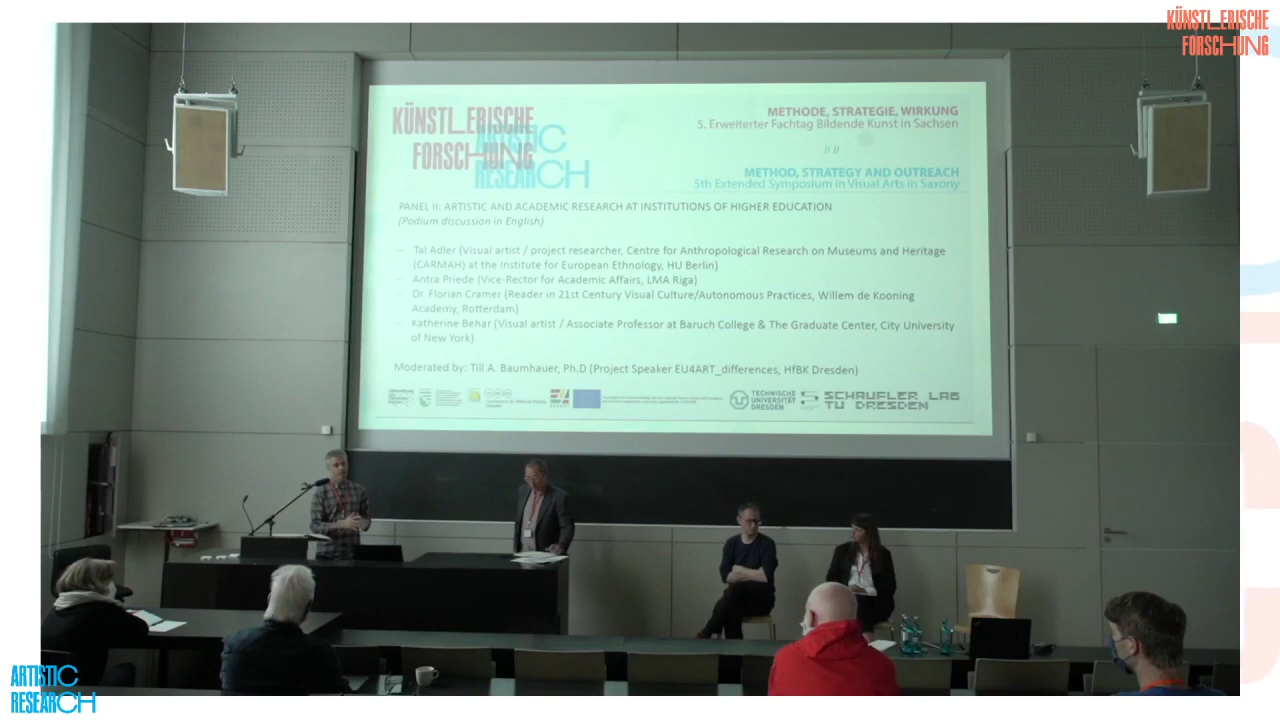 KÜNSTL_ERISCHE
FORSCHUNG
KÜNSTL_ERISCHE
FORSCHUNG
ARTISTIC
RESEARCH
METHODE, STRATEGIE, WIRKUNG
5. Erweiterter Fachtag Bildende Kunst in Sachsen
// //
METHOD, STRATEGY AND OUTREACH
5th Extended Symposium in Visual Arts in Saxony
PANEL II: ARTISTIC AND ACADEMIC RESEARCH AT INSTITUTIONS OF HIGHER EDUCATION
(Podium discussion in English)
– Tal Adler (Visual artist / project researcher, Centre for Anthropological Research on Museums and Heritage
(CARMAH) at the Institute for European Ethnology, HU Berlin)
– Antra Priede (Vice-Rector for Academic Affairs, LMA Riga)
– Dr. Florian Cramer (Reader in 21st Century Visual Culture/Autonomous Practices, Willem de Kooning
Academy, Rotterdam)
– Katherine Behar (Visual artist / Associate Professor at Baruch College & The Graduate Center, City University
of New York)
Moderated by: Till A. Baumhauer, Ph.D (Project Speaker EU4ART_differences, HfBK Dresden)
TECHNISCHE
UNIVERSITÄT
DRESDEN
SCHAUFLER LAB
TU DRESDEN
ARTISTIC
RESEARCH